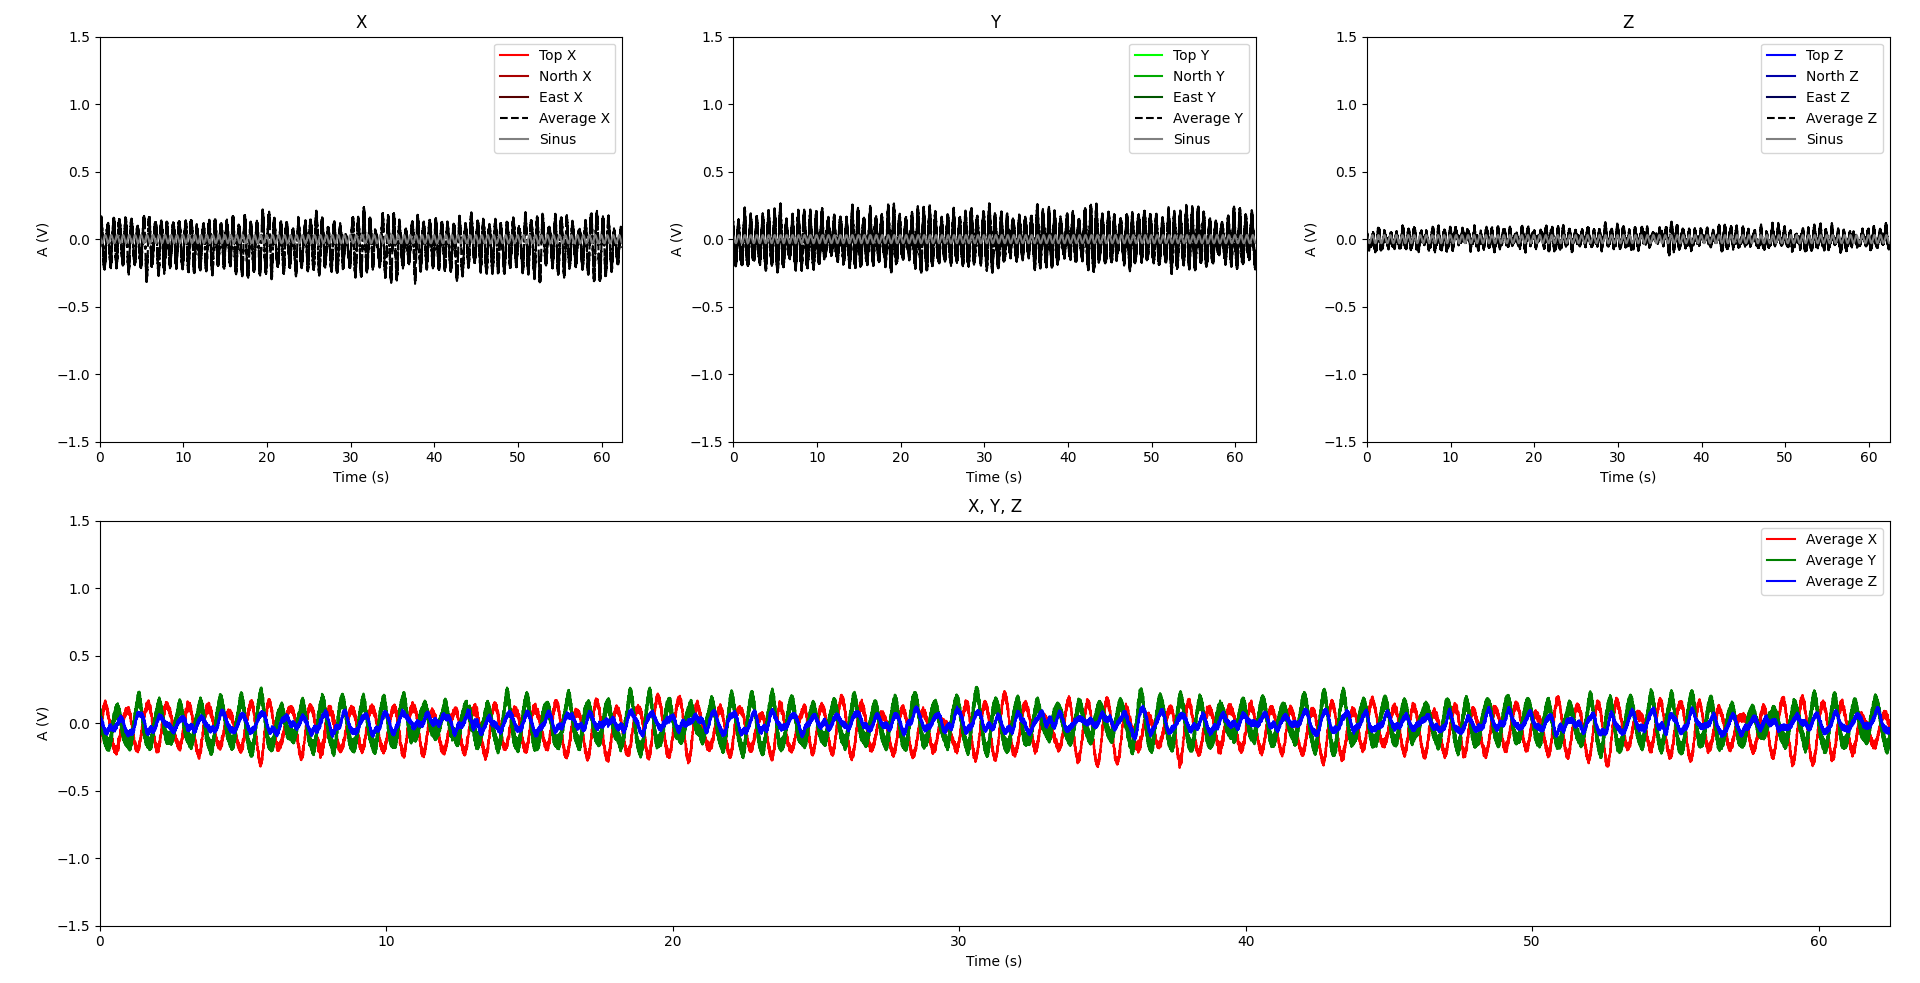 X
1.5
1.0
0.5
0.0
−0.5
−1.0
−1.5
A (V)
0 10 20 30 40 50 60
Time (s)
Top X
North X
East X
Average X
Sinus
Y
1.5
1.0
0.5
0.0
−0.5
−1.0
−1.5
A (V)
0 10 20 30 40 50 60
Time (s)
Top Y
North Y
East Y
Average Y
Sinus
Z
1.5
1.0
0.5
0.0
−0.5
−1.0
−1.5
A (V)
0 10 20 30 40 50 60
Time (s)
Top Z
North Z
East Z
Average Z
Sinus
X, Y, Z
1.5
1.0
0.5
0.0
−0.5
−1.0
−1.5
A (V)
0 10 20 30 40 50 60
Time (s)
Average X
Average Y
Average Z